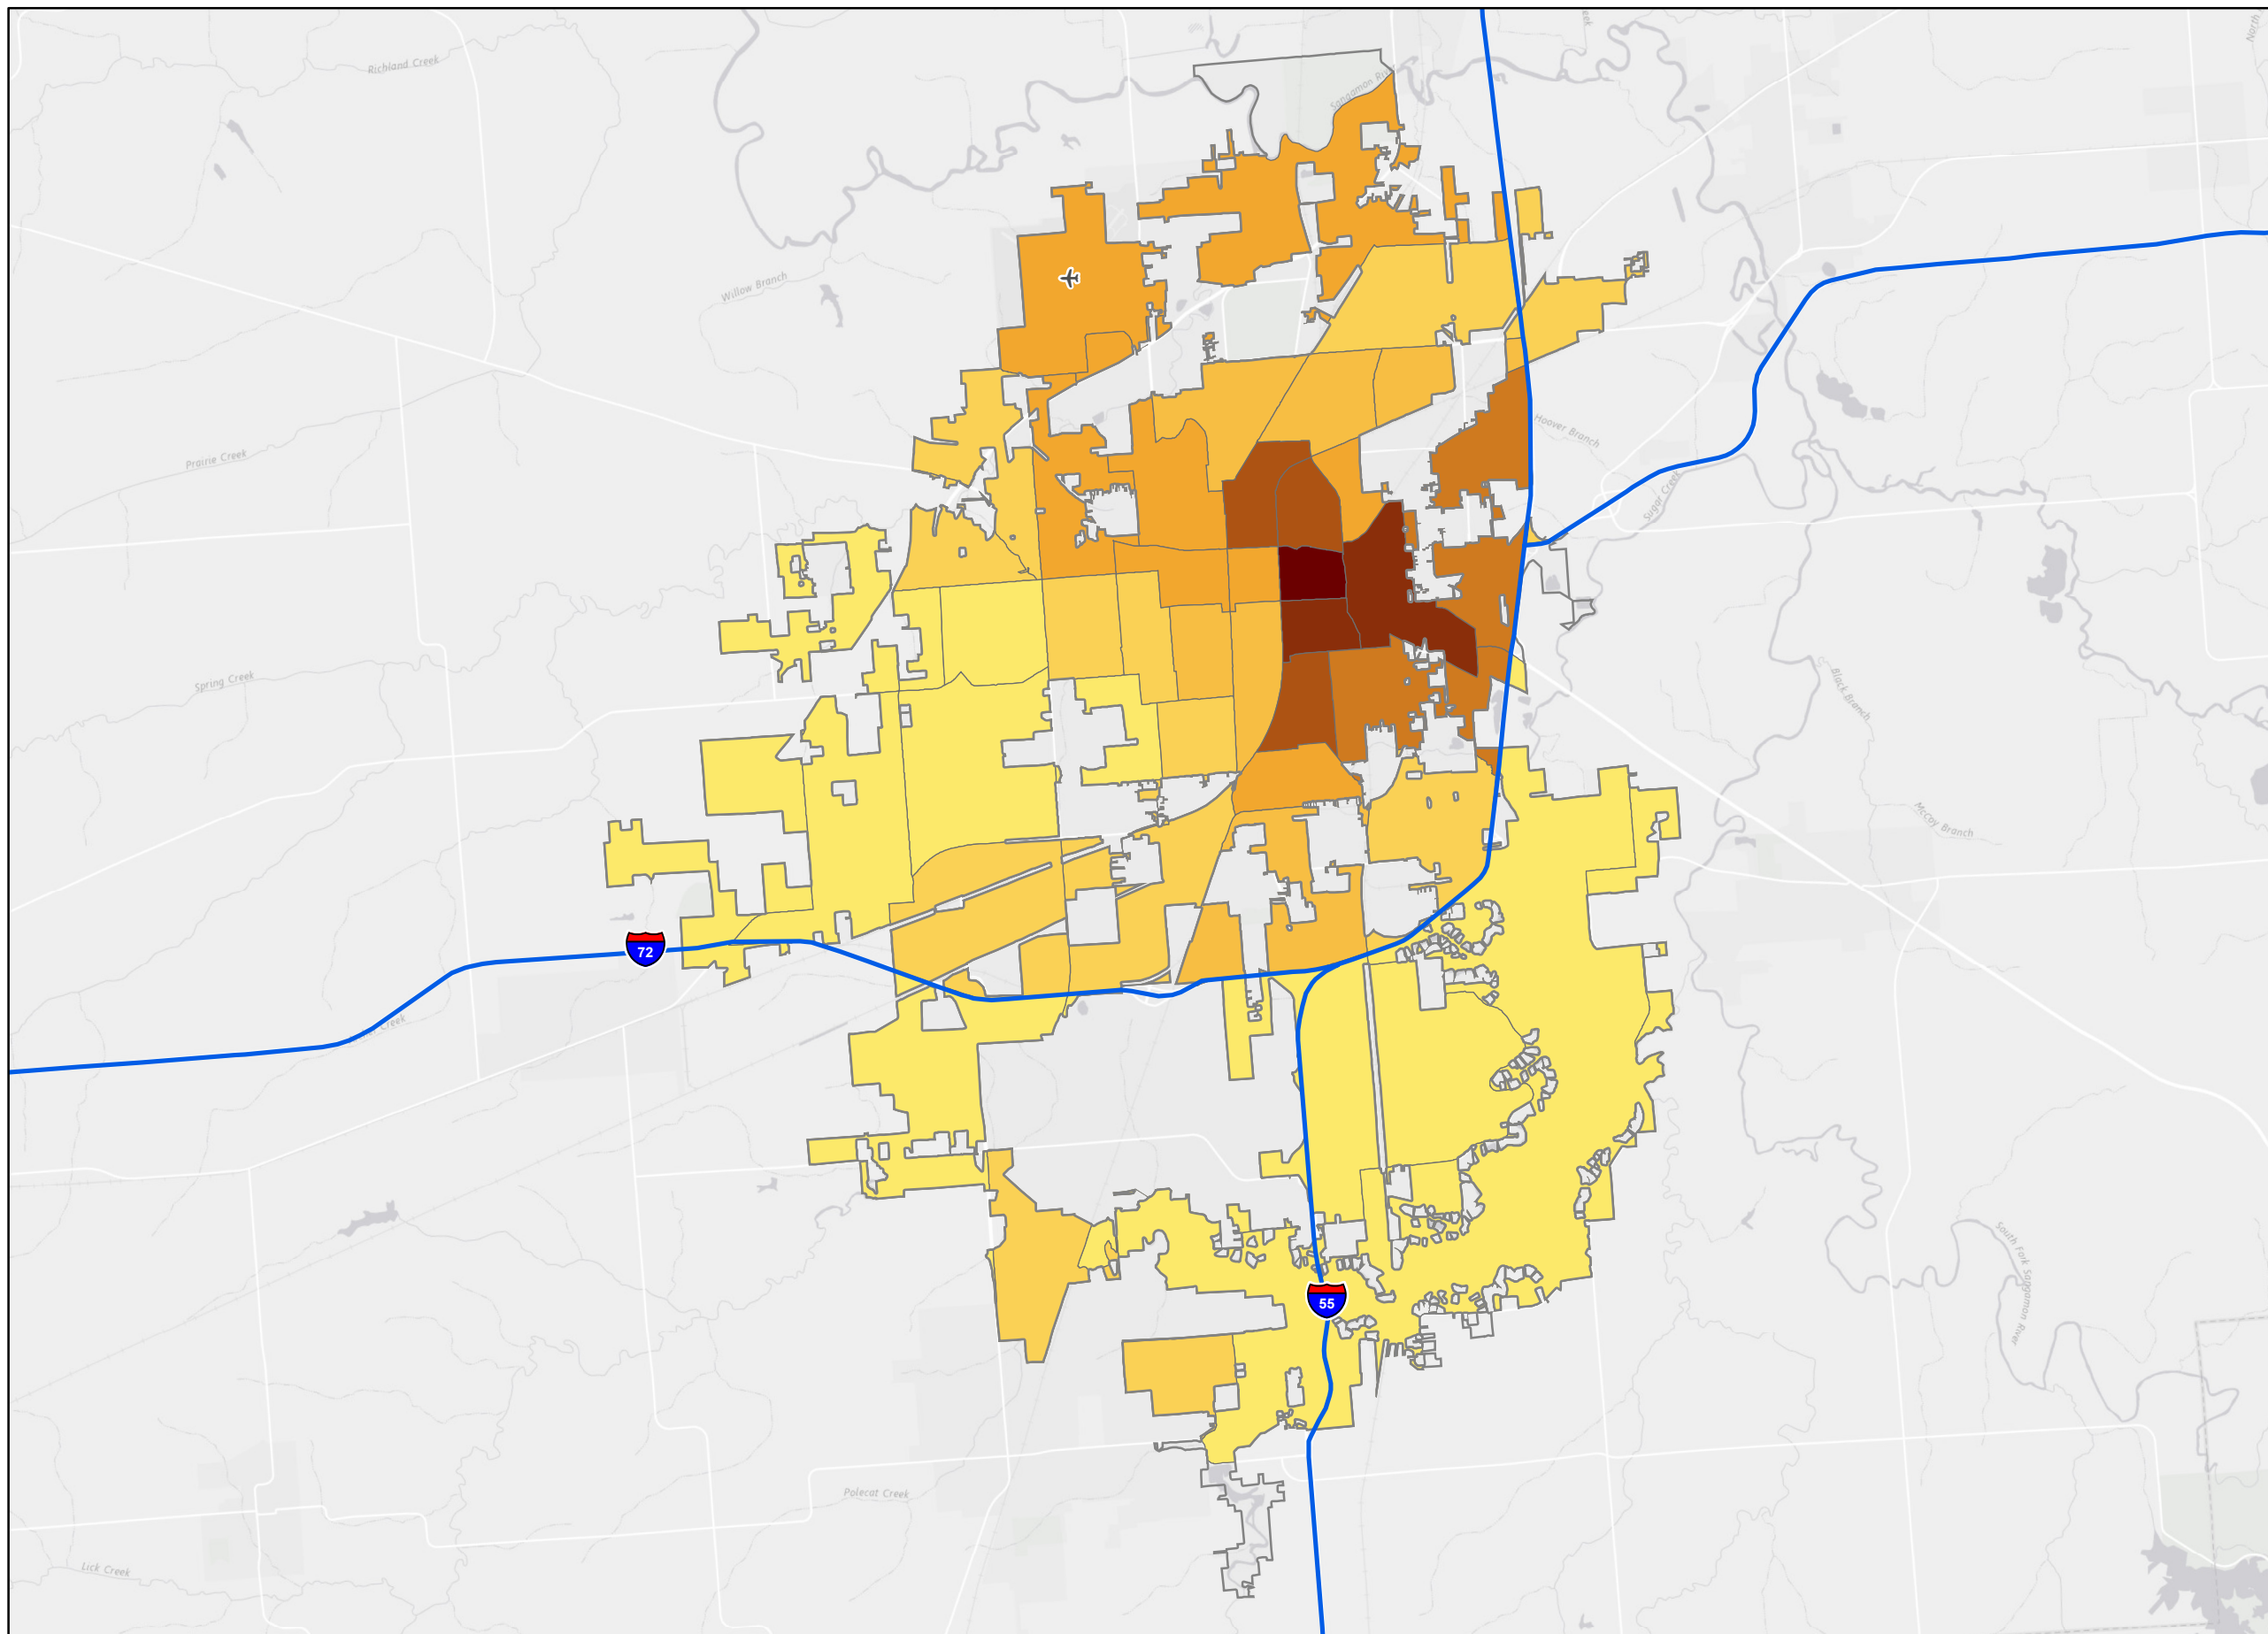 Richland Creek
Sangamon River
Willow Branch
Hoover Branch
Prairie Creek
Sugar Creek
Spring Creek
Black Branch
McCoy Branch
72
Creek
South Fork Sangamon River
55
Polecat Creek
Lick Creek